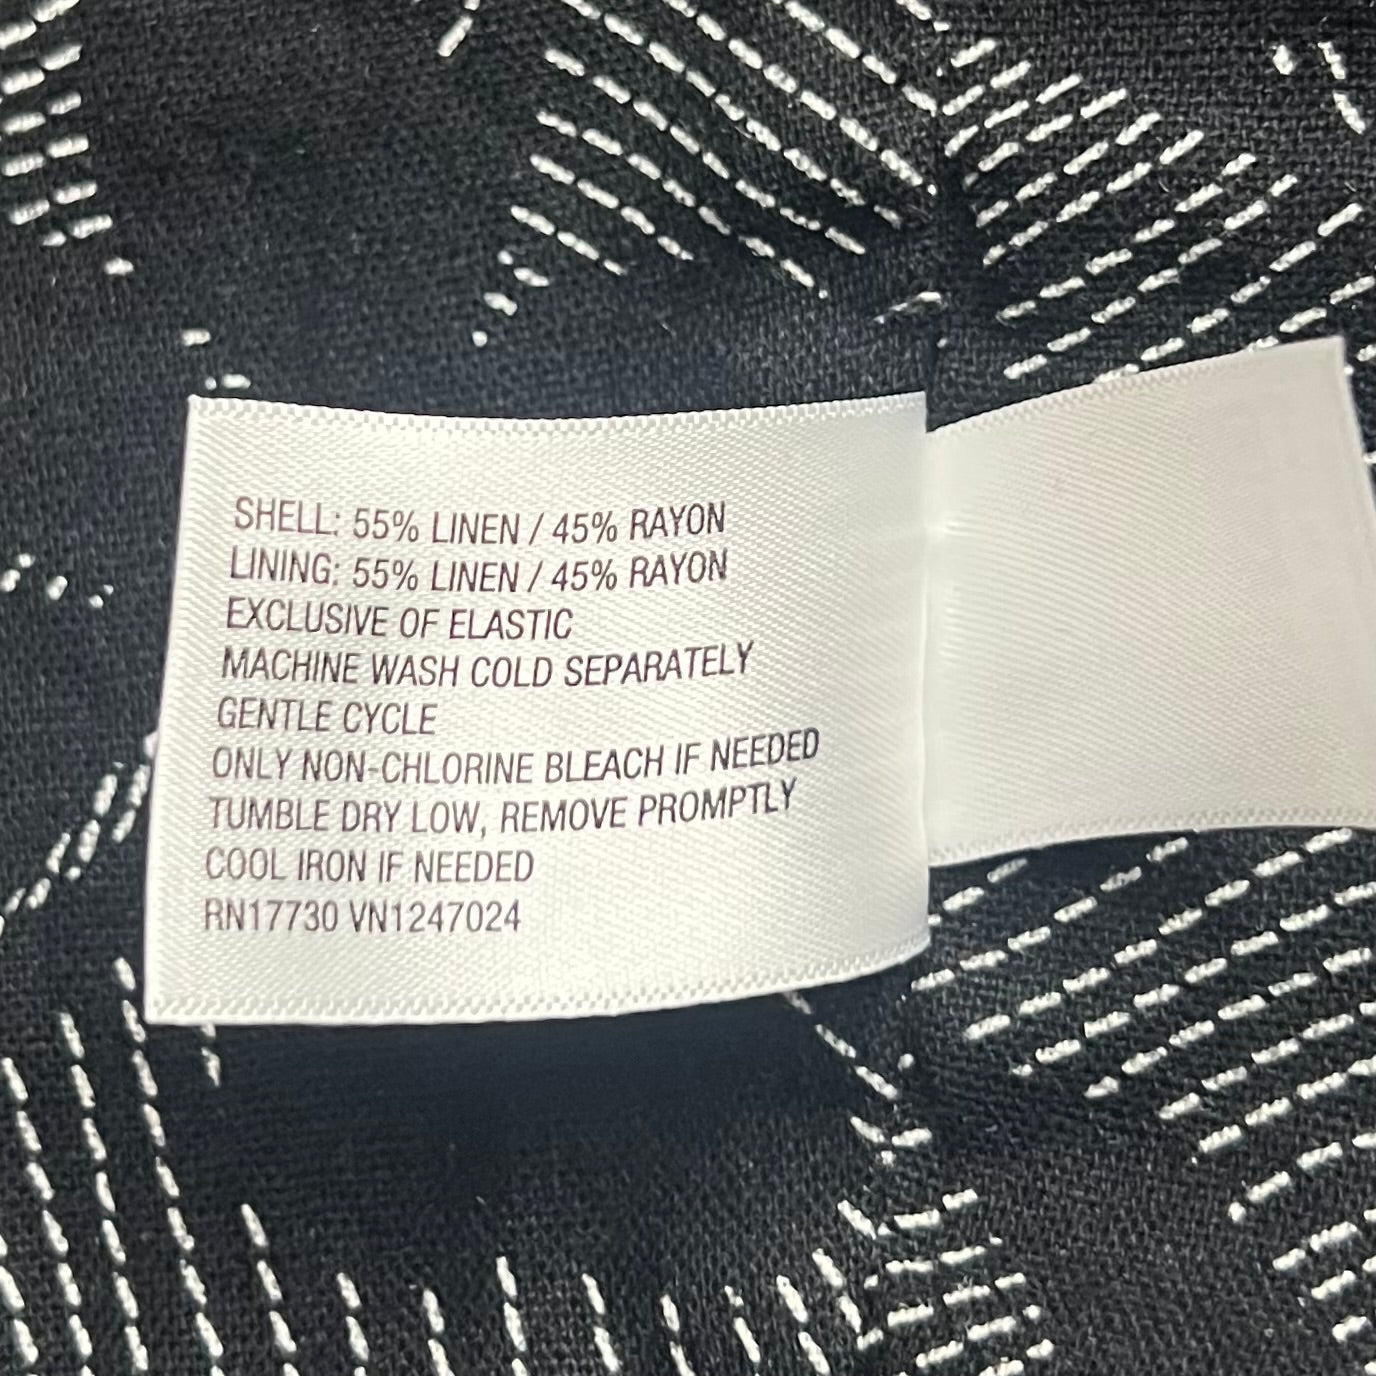 SHELL: 55% LINEN / 45% RAYON
LINING: 55% LINEN / 45% RAYON
EXCLUSIVE OF ELASTIC
MACHINE WASH COLD SEPARATELY
GENTLE CYCLE
ONLY NON-CHLORINE BLEACH IF NEEDED
TUMBLE DRY LOW, REMOVE PROMPTLY
COOL IRON IF NEEDED
RN17730 VN1247024